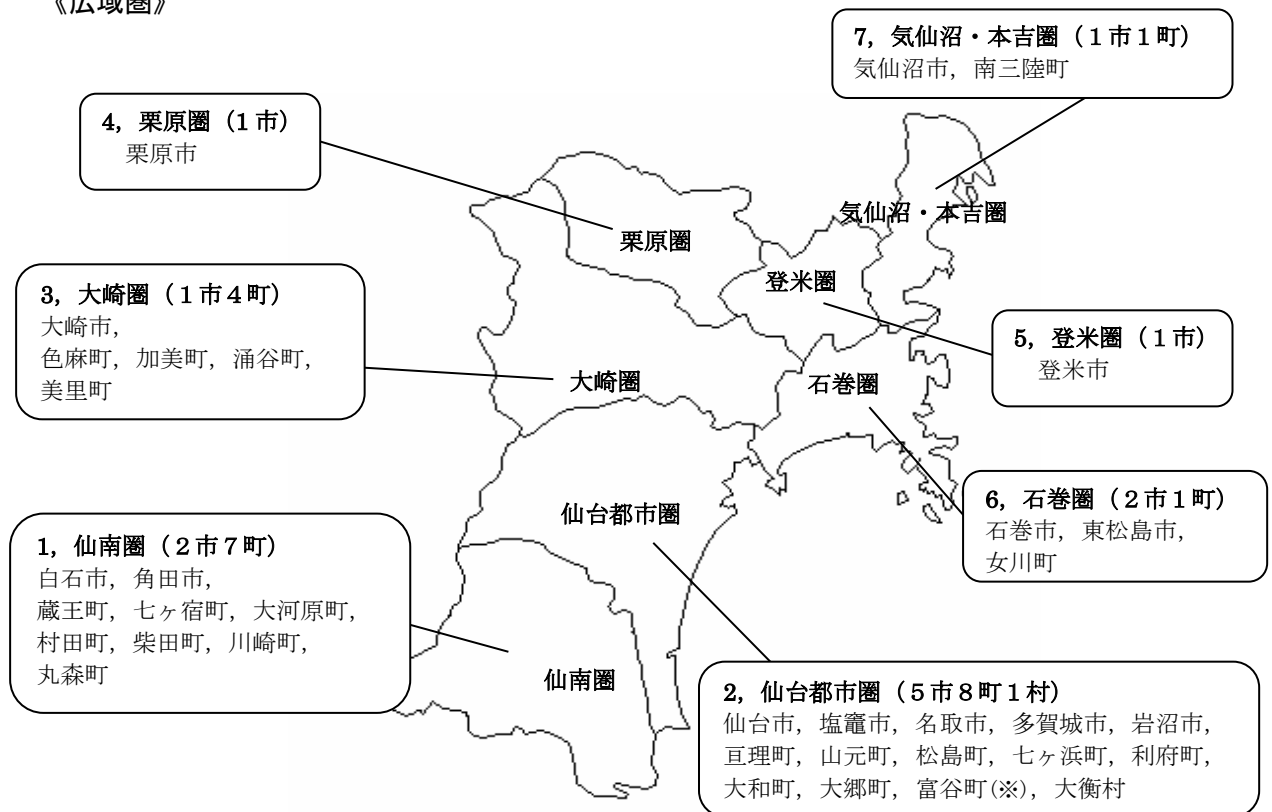 《広域圏》
7, 気仙沼・本吉圏（１市１町）
気仙沼市, 南三陸町
4, 栗原圏（１市）
栗原市
気仙沼・本吉圏
栗原圏
登米圏
3, 大崎圏（１市４町）
大崎市,
色麻町, 加美町, 涌谷町,
美里町
5, 登米圏（１市）
登米市
大崎圏
石巻圏
6, 石巻圏（２市１町）
石巻市, 東松島市,
女川町
仙台都市圏
1, 仙南圏（２市７町）
白石市, 角田市,
蔵王町, 七ヶ宿町, 大河原町,
村田町, 柴田町, 川崎町,
丸森町
仙南圏
2, 仙台都市圏（５市８町１村）
仙台市, 塩竈市, 名取市, 多賀城市, 岩沼市,
亘理町, 山元町, 松島町, 七ヶ浜町, 利府町,
大和町, 大郷町, 富谷町(※), 大衡村